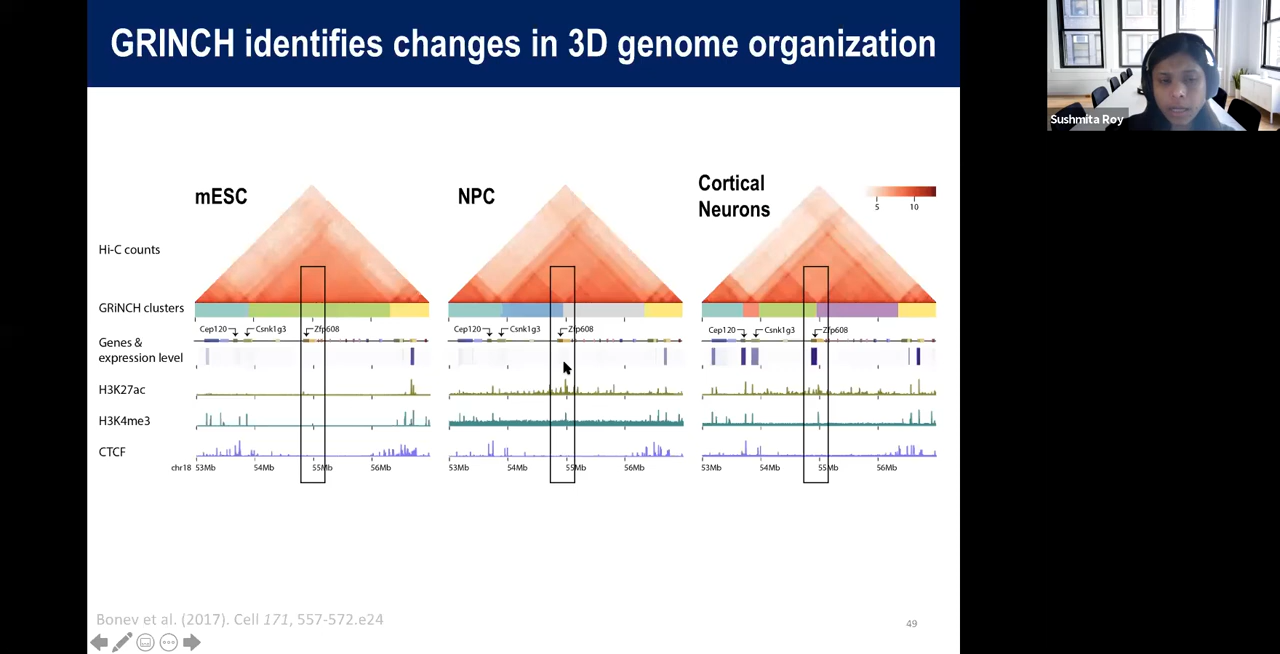 GRINCH identifies changes in 3D genome organization
Sushmita Roy
mESC
NPC
Cortical
Neurons
5 10
Hi-C counts
GRiNCH clusters
Cep120 Csnk1g3 Zfp608
Cep120 Csnk1g3 Zfp608
Cep120 Csnk1g3 Zfp608
Genes &
expression level
H3K27ac
H3K4me3
CTCF
chr18 53Mb 54Mb 55Mb 56Mb
53Mb 54Mb 55Mb 56Mb
53Mb 54Mb 55Mb 56Mb
Bonev et al. (2017). Cell 171, 557-572.e24
49